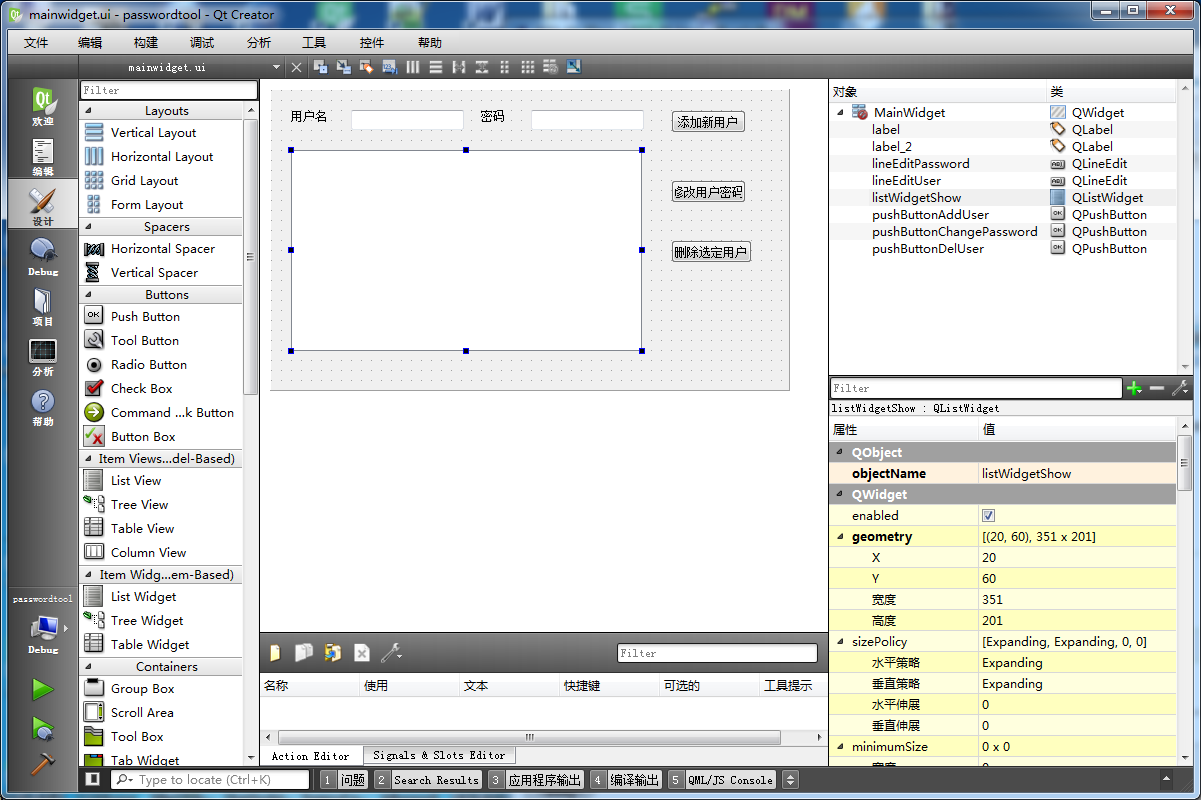 mainwidget.ui - passwordtool - Qt Creator
文件 编辑 构建 调试 分析 工具 控件 帮助
mainwidget.ui
欢迎
编辑
设计
Debug
项目
分析
帮助
passwordtool
Debug
Filter
Layouts
Vertical Layout
Horizontal Layout
Grid Layout
Form Layout
Spacers
Horizontal Spacer
Vertical Spacer
Buttons
Push Button
Tool Button
Radio Button
Check Box
Command ...k Button
Button Box
Item Views...del-Based)
List View
Tree View
Table View
Column View
Item Widg...em-Based)
List Widget
Tree Widget
Table Widget
Containers
Group Box
Scroll Area
Tool Box
Tab Widget
用户名 密码 添加新用户
修改用户密码
删除选定用户
Filter
名称 使用 文本 快捷键 可选的 工具提示
Action Editor Signals & Slots Editor
对象 类
MainWidget QWidget
label QLabel
label_2 QLabel
lineEditPassword QLineEdit
lineEditUser QLineEdit
listWidgetShow QListWidget
pushButtonAddUser QPushButton
pushButtonChangePassword QPushButton
pushButtonDelUser QPushButton
Filter
listWidgetShow : QListWidget
属性 值
QObject
objectName listWidgetShow
QWidget
enabled
geometry [(20, 60), 351 x 201]
X 20
Y 60
宽度 351
高度 201
sizePolicy [Expanding, Expanding, 0, 0]
水平策略 Expanding
垂直策略 Expanding
水平伸展 0
垂直伸展 0
minimumSize 0 x 0
Type to locate (Ctrl+K) 1 问题 2 Search Results 3 应用程序输出 4 编译输出 5 QML/JS Console